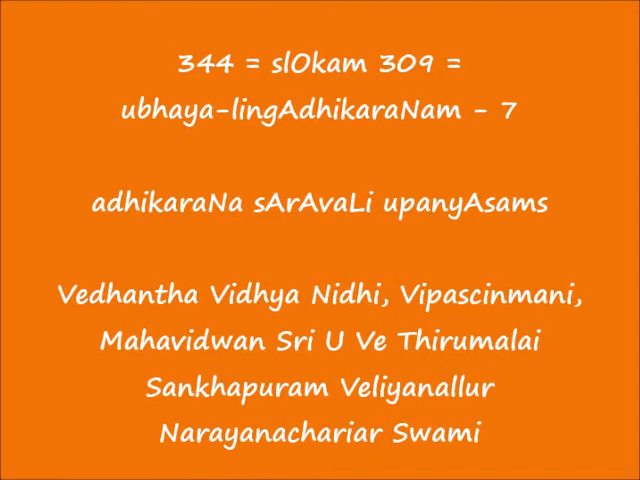 344 = slOkam 309 =
ubhaya-lingAdhikaraNam - 7
adhikaraNa sArAvaLi upanyAsams
Vedhantha Vidhya Nidhi, Vipascinmani,
Mahavidwan Sri U Ve Thirumalai
Sankhapuram Veliyanallur
Narayanachariar Swami